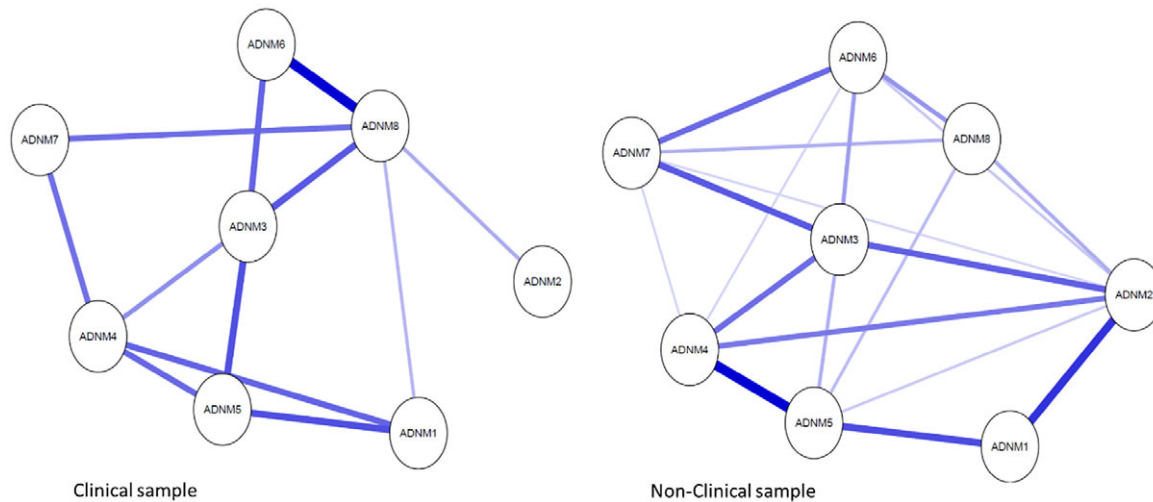 ADNM6
ADNM8
ADNM7
ADNM3
ADNM2
ADNM4
ADNM5
ADNM1
Clinical sample
ADNM6
ADNM8
ADNM7
ADNM3
ADNM2
ADNM4
ADNM5
ADNM1
Non-Clinical sample